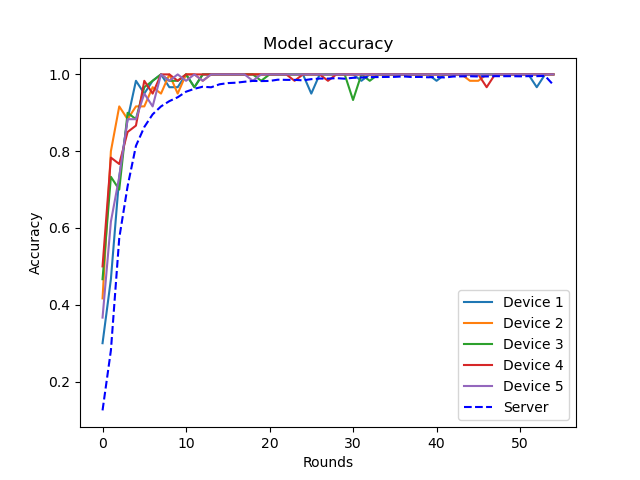 Model accuracy
1.0
0.8
0.6
0.4
0.2
Accuracy
0 10 20 30 40 50
Rounds
Device 1
Device 2
Device 3
Device 4
Device 5
Server